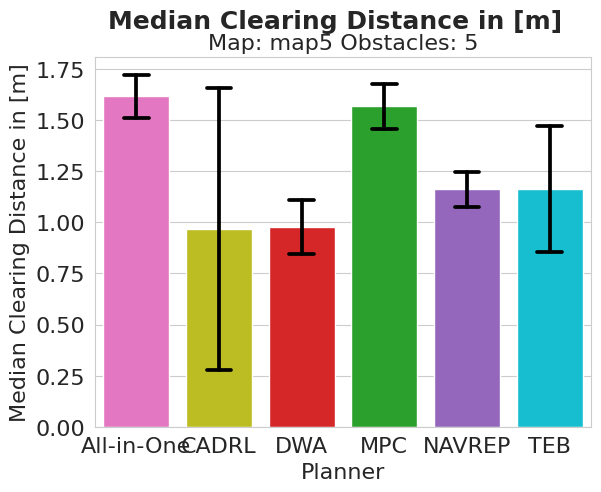 Median Clearing Distance in [m]
Map: map5 Obstacles: 5
Median Clearing Distance in [m]
1.75
1.50
1.25
1.00
0.75
0.50
0.25
0.00
All-in-One CADRL DWA MPC NAVREP TEB
Planner